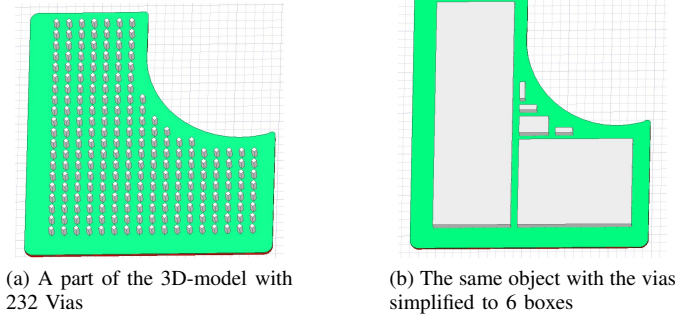 (a) A part of the 3D-model with
232 Vias
(b) The same object with the vias
simplified to 6 boxes